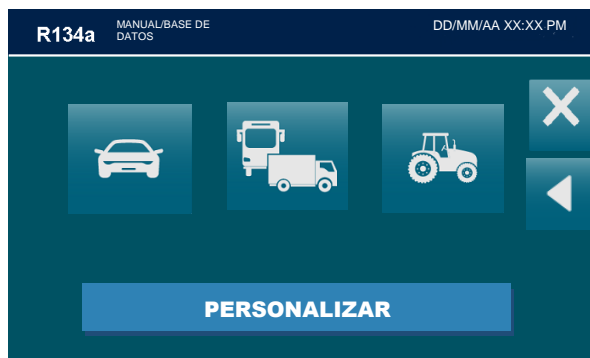 R134a
MANUAL/BASE DE
DATOS
DD/MM/AA XX:XX PM
PERSONALIZAR